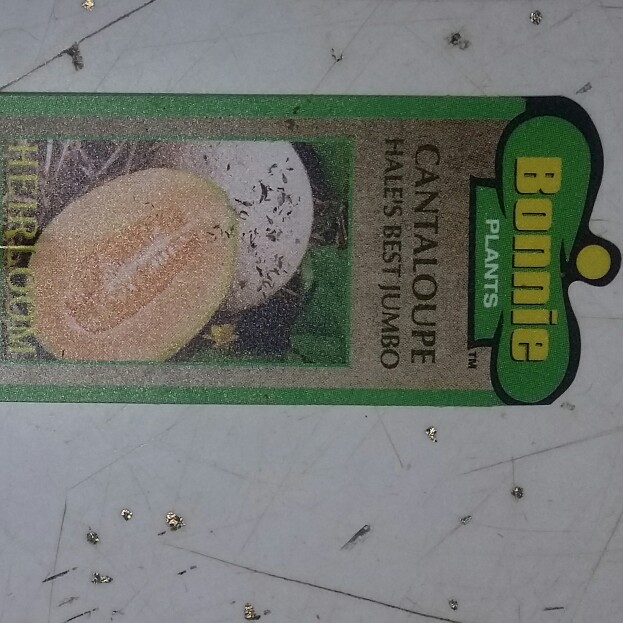 Bonnie
PLANTS
™
CANTALOUPE
HALE'S BEST JUMBO
HEIRLOOM